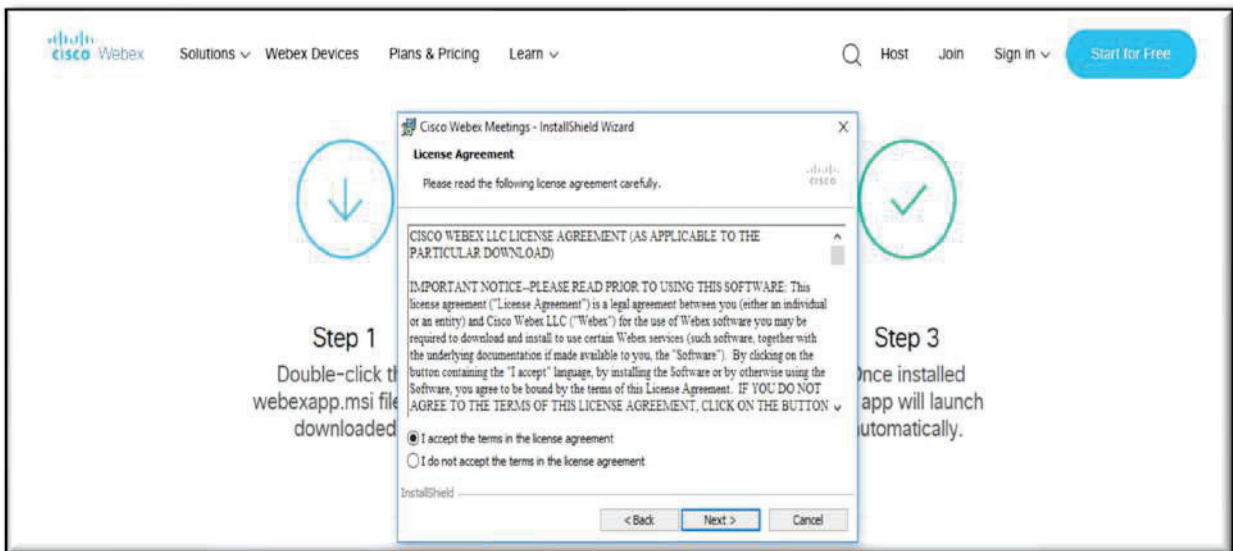 cisco Webex Solutions Webex Devices Plans & Pricing Learn Host Join Sign in Start for Free
Cisco Webex Meetings - InstallShield Wizard X
License Agreement
Please read the following license agreement carefully.
cisco
CISCO WEBEX LLC LICENSE AGREEMENT (AS APPLICABLE TO THE
PARTICULAR DOWNLOAD)
IMPORTANT NOTICE--PLEASE READ PRIOR TO USING THIS SOFTWARE: This
license agreement ("License Agreement") is a legal agreement between you (either an individual
or an entity) and Cisco Webex LLC ("Webex") for the use of Webex software you may be
required to download and install to use certain Webex services (such software, together with
the underlying documentation if made available to you, the "Software"). By clicking on the
button containing the "I accept" language, by installing the Software or by otherwise using the
Software, you agree to be bound by the terms of this License Agreement. IF YOU DO NOT
AGREE TO THE TERMS OF THIS LICENSE AGREEMENT, CLICK ON THE BUTTON
I accept the terms in the license agreement
I do not accept the terms in the license agreement
InstallShield
< Back Next > Cancel
Step 1
Double-click th
webexapp.msi file
downloaded
Step 3
Once installed
app will launch
utomatically.